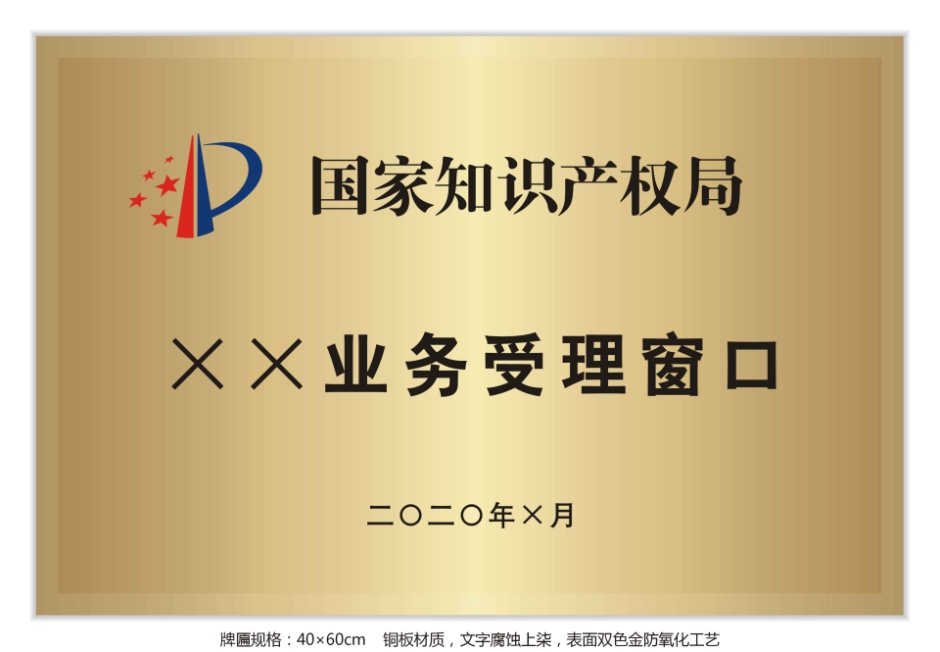 国家知识产权局
××业务受理窗口
二〇二〇年×月
牌匾规格：40×60cm 铜板材质，文字腐蚀上柒，表面双色金防氧化工艺